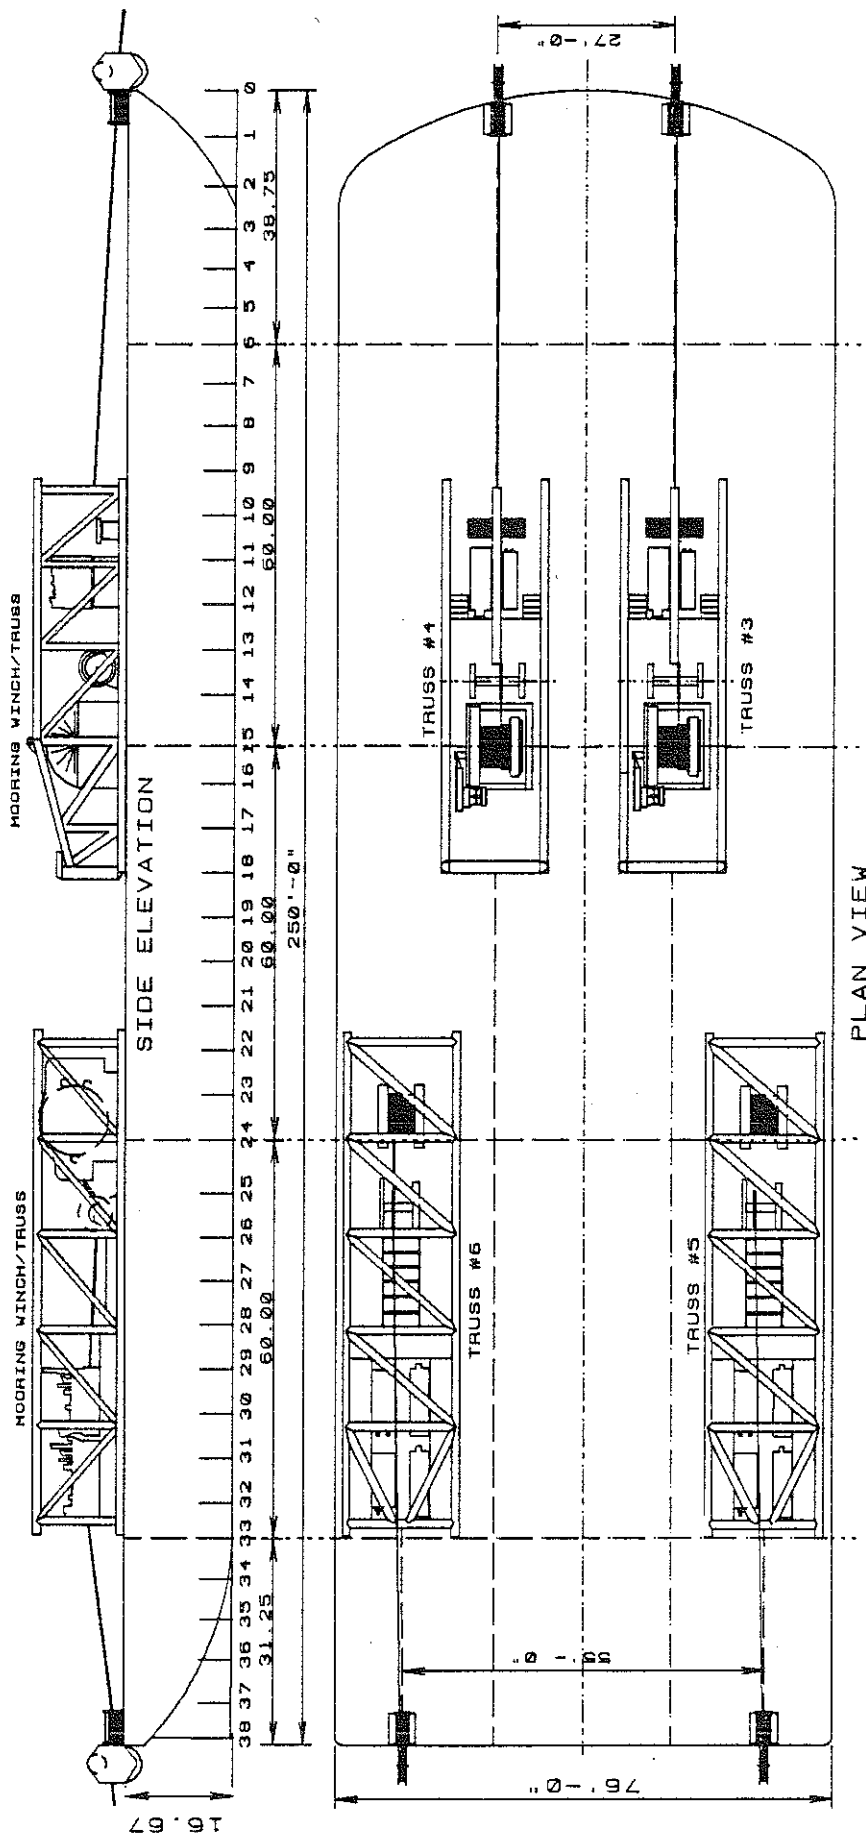 MOORING WINCH/TRUSS
MOORING WINCH/TRUSS
SIDE ELEVATION
16.67
38 37 36 35 34 33 32 31 30 29 28 27 26 25 24 23 22 21 20 19 18 17 16 15 14 13 12 11 10 9 8 7 6 5 4 3 2 1 0
31.25
60.00
60.00
60.00
38.75
250'-0"
76'-0"
55'-0"
27'-0"
TRUSS #6
TRUSS #4
TRUSS #5
TRUSS #3
PLAN VIEW